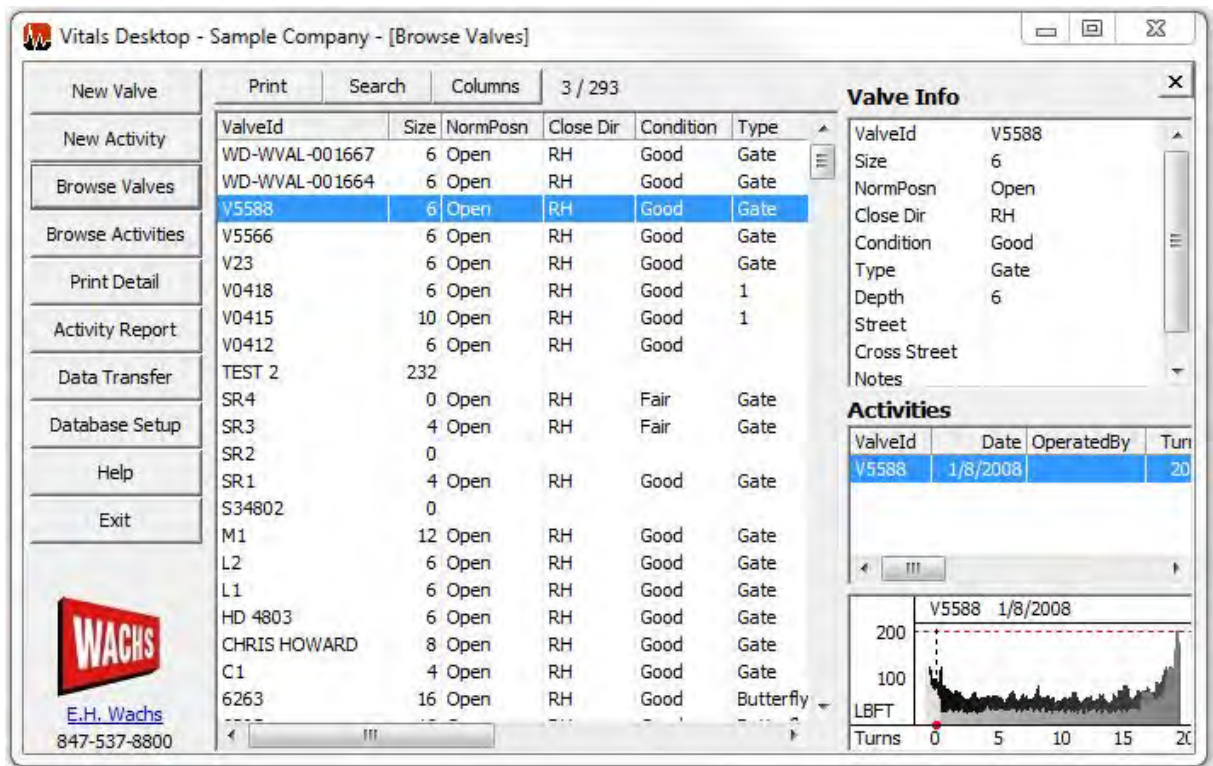 Vitals Desktop - Sample Company - [Browse Valves]
New Valve
New Activity
Browse Valves
Browse Activities
Print Detail
Activity Report
Data Transfer
Database Setup
Help
Exit
WACHS
E.H. Wachs
847-537-8800
Print Search Columns 3 / 293
ValveId Size NormPosn Close Dir Condition Type
WD-WVAL-001667 6 Open RH Good Gate
WD-WVAL-001664 6 Open RH Good Gate
V5588 6 Open RH Good Gate
V5566 6 Open RH Good Gate
V23 6 Open RH Good Gate
V0418 6 Open RH Good 1
V0415 10 Open RH Good 1
V0412 6 Open RH Good
TEST 2 232
SR4 0 Open RH Fair Gate
SR3 4 Open RH Fair Gate
SR2 0
SR1 4 Open RH Good Gate
S34802 0
M1 12 Open RH Good Gate
L2 6 Open RH Good Gate
L1 6 Open RH Good Gate
HD 4803 6 Open RH Good Gate
CHRIS HOWARD 8 Open RH Good Gate
C1 4 Open RH Good Gate
6263 16 Open RH Good Butterfly
Valve Info
ValveId V5588
Size 6
NormPosn Open
Close Dir RH
Condition Good
Type Gate
Depth 6
Street
Cross Street
Notes
Activities
ValveId Date OperatedBy Turn
V5588 1/8/2008 20
V5588 1/8/2008
200
100
LBFT
Turns 0 5 10 15 20